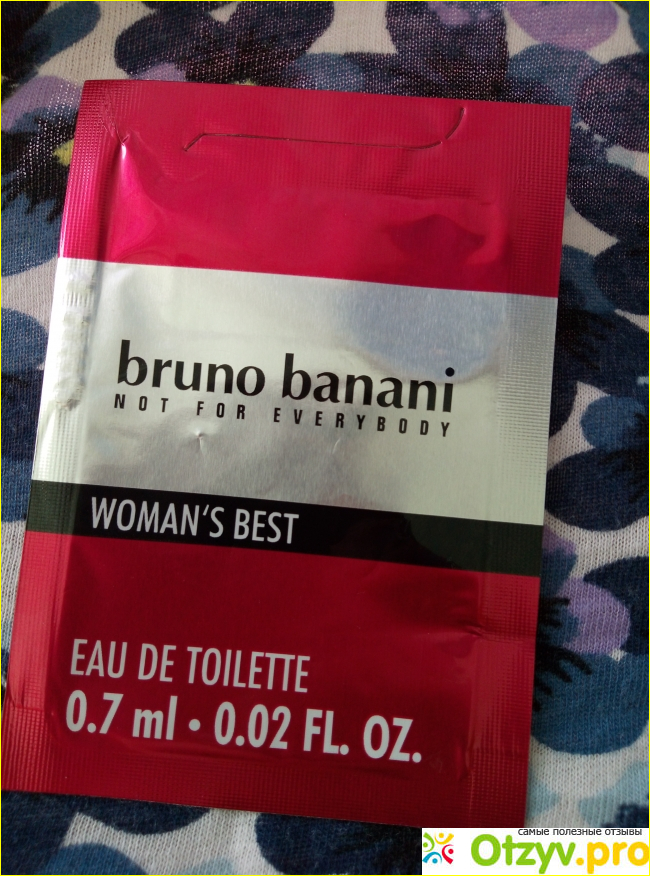 bruno banani
NOT FOR EVERYBODY
WOMAN'S BEST
EAU DE TOILETTE
0.7 ml • 0.02 FL. OZ.
самые полезные отзывы
Otzyv.pro